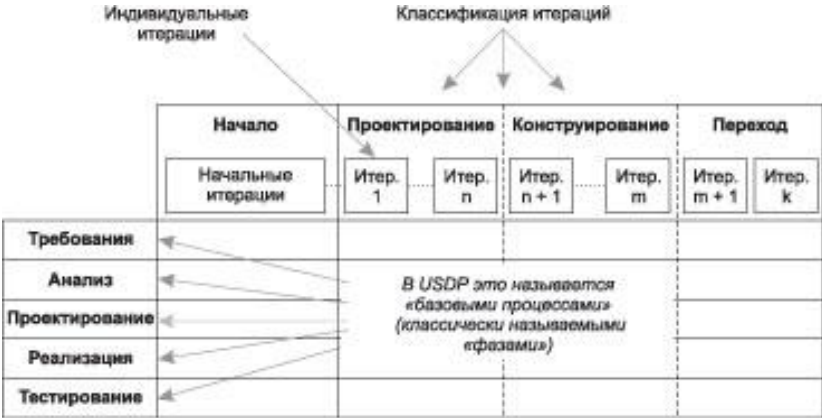 Индивидуальные
итерации
Классификация итераций
Начало
Проектирование
Конструирование
Переход
Начальные
итерации
Итер.
1
Итер.
n
Итер.
n + 1
Итер.
m
Итер.
m + 1
Итер.
k
Требования
Анализ
Проектирование
Реализация
Тестирование
В USDP это называется
«базовыми процессами»
(классически называемыми
«фазами»)